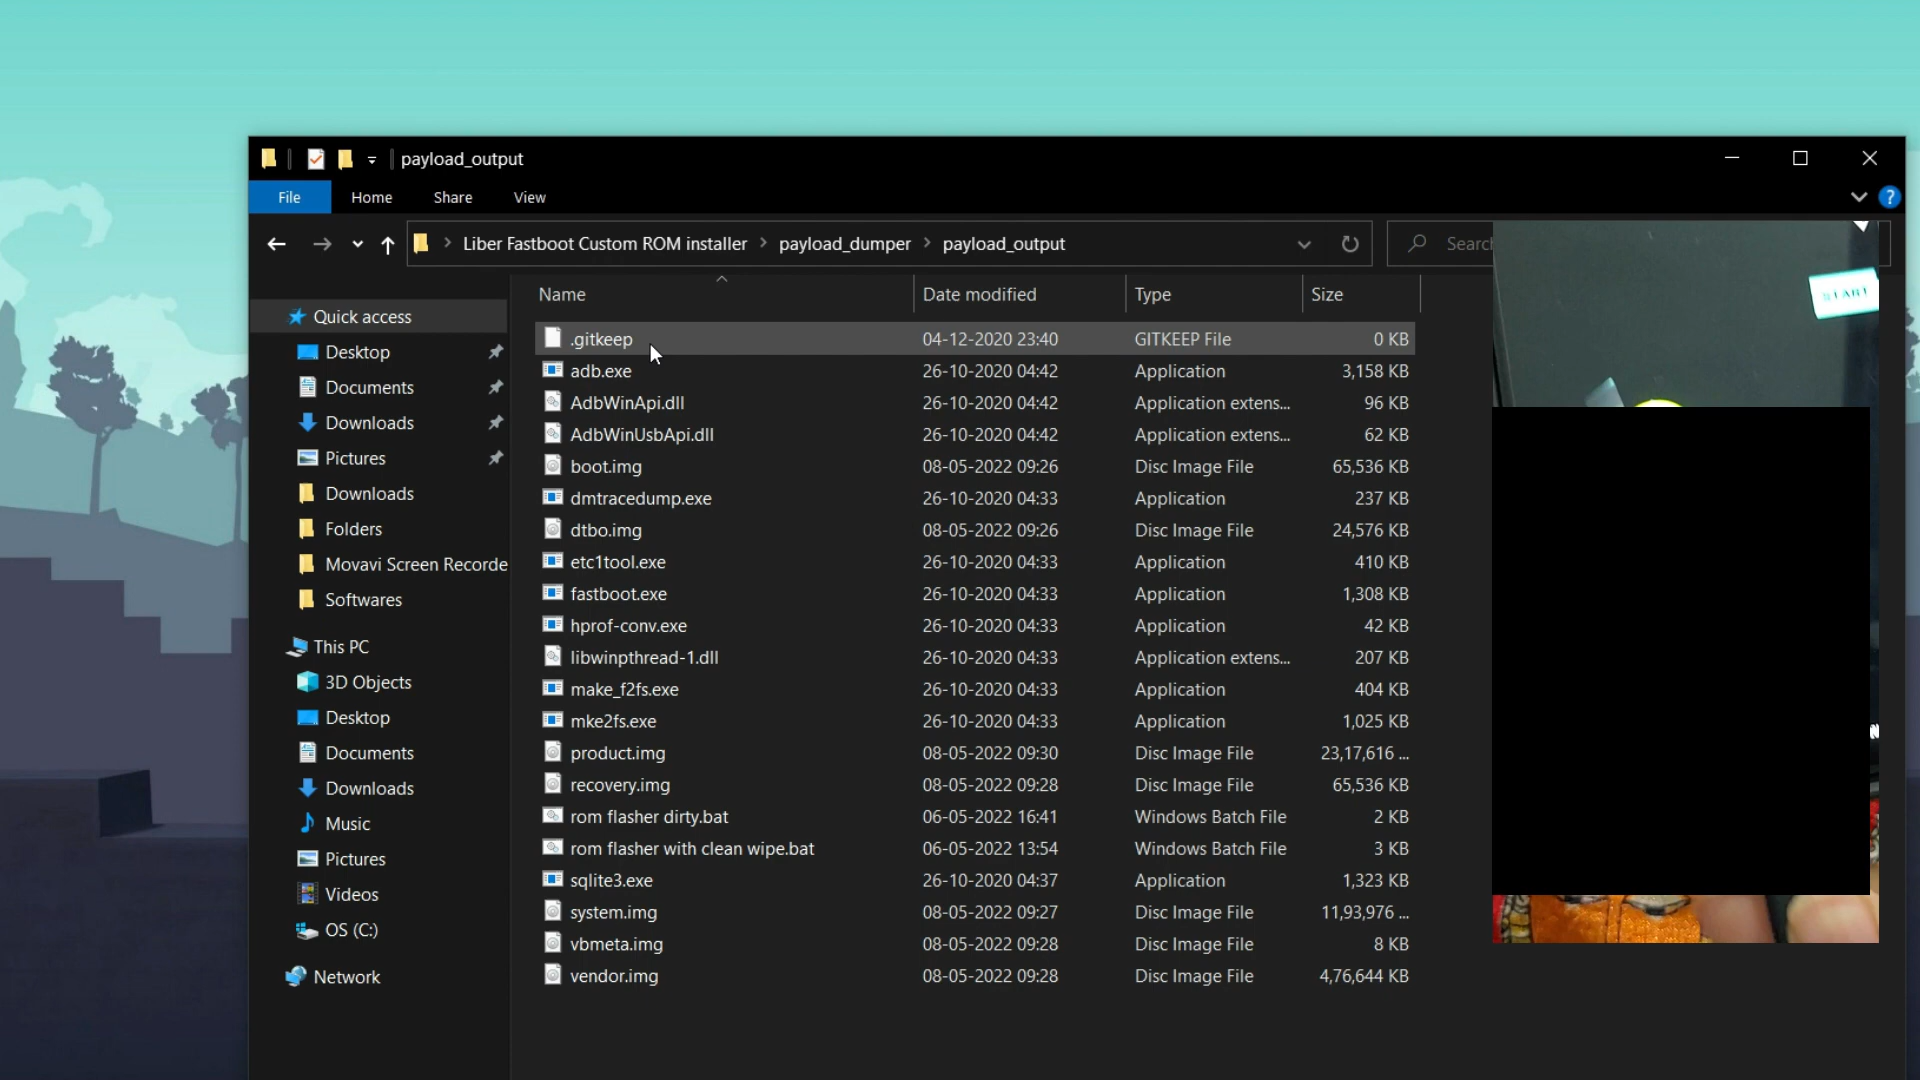 payload_output
File Home Share View
Liber Fastboot Custom ROM installer payload_dumper payload_output
Name Date modified Type Size
Quick access
Desktop
Documents
Downloads
Pictures
Downloads
Folders
Movavi Screen Recorde
Softwares
This PC
3D Objects
Desktop
Documents
Downloads
Music
Pictures
Videos
OS (C:)
Network
.gitkeep 04-12-2020 23:40 GITKEEP File 0 KB
adb.exe 26-10-2020 04:42 Application 3,158 KB
AdbWinApi.dll 26-10-2020 04:42 Application extens... 96 KB
AdbWinUsbApi.dll 26-10-2020 04:42 Application extens... 62 KB
boot.img 08-05-2022 09:26 Disc Image File 65,536 KB
dmtracedump.exe 26-10-2020 04:33 Application 237 KB
dtbo.img 08-05-2022 09:26 Disc Image File 24,576 KB
etc1tool.exe 26-10-2020 04:33 Application 410 KB
fastboot.exe 26-10-2020 04:33 Application 1,308 KB
hprof-conv.exe 26-10-2020 04:33 Application 42 KB
libwinpthread-1.dll 26-10-2020 04:33 Application extens... 207 KB
make_f2fs.exe 26-10-2020 04:33 Application 404 KB
mke2fs.exe 26-10-2020 04:33 Application 1,025 KB
product.img 08-05-2022 09:30 Disc Image File 23,17,616 ...
recovery.img 08-05-2022 09:28 Disc Image File 65,536 KB
rom flasher dirty.bat 06-05-2022 16:41 Windows Batch File 2 KB
rom flasher with clean wipe.bat 06-05-2022 13:54 Windows Batch File 3 KB
sqlite3.exe 26-10-2020 04:37 Application 1,323 KB
system.img 08-05-2022 09:27 Disc Image File 11,93,976 ...
vbmeta.img 08-05-2022 09:28 Disc Image File 8 KB
vendor.img 08-05-2022 09:28 Disc Image File 4,76,644 KB
START